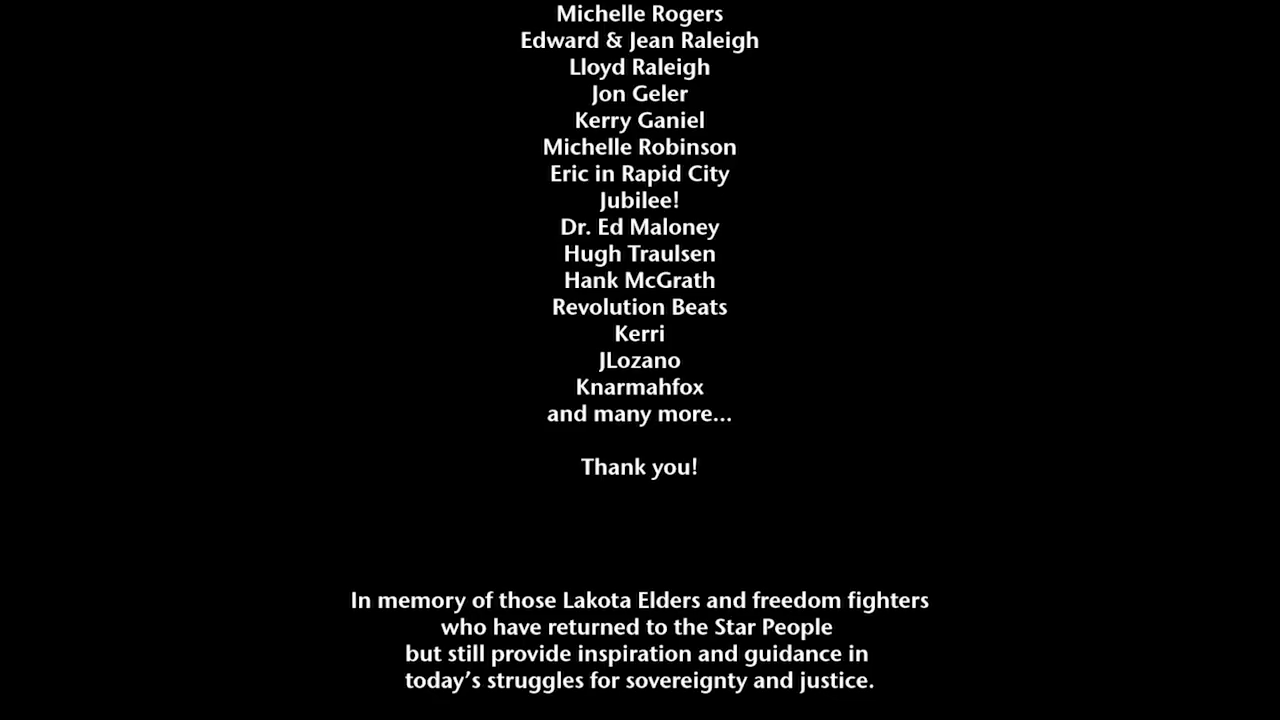 Michelle Rogers
Edward & Jean Raleigh
Lloyd Raleigh
Jon Geler
Kerry Ganiel
Michelle Robinson
Eric in Rapid City
Jubilee!
Dr. Ed Maloney
Hugh Traulsen
Hank McGrath
Revolution Beats
Kerri
JLozano
Knarmahfox
and many more...
Thank you!
In memory of those Lakota Elders and freedom fighters
who have returned to the Star People
but still provide inspiration and guidance in
today’s struggles for sovereignty and justice.